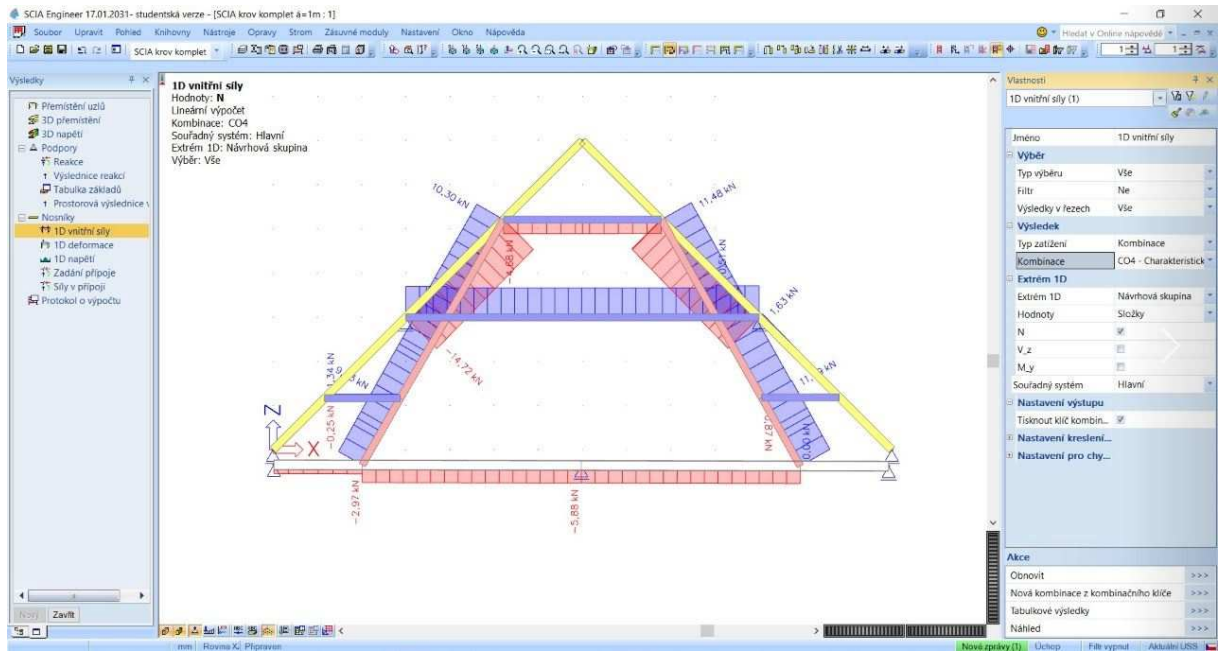 SCIA Engineer 17.01.2031- studentská verze - [SCIA krov komplet á=1m : 1]
Soubor Upravit Pohled Knihovny Nástroje Opravy Strom Zásuvné moduly Nastavení Okno Nápověda
Hledat v Online nápovědě
SCIA krov komplet
Výsledky
Přemístění uzlů
3D přemístění
3D napětí
Podpory
Reakce
Výslednice reakcí
Tabulka základů
Prostorová výslednice v
Nosníky
1D vnitřní síly
1D deformace
1D napětí
Zadání přípoje
Síly v přípoji
Protokol o výpočtu
Nový Zavřít
1D vnitřní síly
Hodnoty: N
Lineární výpočet
Kombinace: CO4
Souřadný systém: Hlavní
Extrém 1D: Návrhová skupina
Výběr: Vše
10,30 kN
11,48 kN
-4,68 kN
1,63 kN
-14,72 kN
1,34 kN
-0,25 kN
0,00 kN
Z
X
-2,97 kN
-5,88 kN
Vlastnosti
1D vnitřní síly (1)
Jméno 1D vnitřní síly
Výběr
Typ výběru Vše
Filtr Ne
Výsledky v řezech Vše
Výsledek
Typ zatížení Kombinace
Kombinace CO4 - Charakteristick
Extrém 1D
Extrém 1D Návrhová skupina
Hodnoty Složky
N
V_z
M_y
Souřadný systém Hlavní
Nastavení výstupu
Tisknout klíč kombin...
Nastavení kreslení...
Nastavení pro chy...
Akce
Obnovit >>>
Nová kombinace z kombinačního klíče >>>
Tabulkové výsledky >>>
Náhled >>>
mm Rovina XZ Připraven
Nové zprávy (1) Úchop Filtr vypnut Aktuální USS